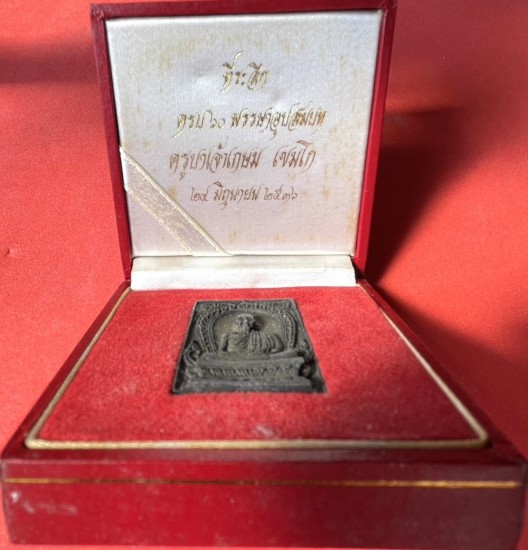 ที่ระลึก
ครบ ๖๐ พรรษาอุปสมบท
ครูบาเจ้าเกษม เขมโก
๒๘ มิถุนายน ๒๕๓๖